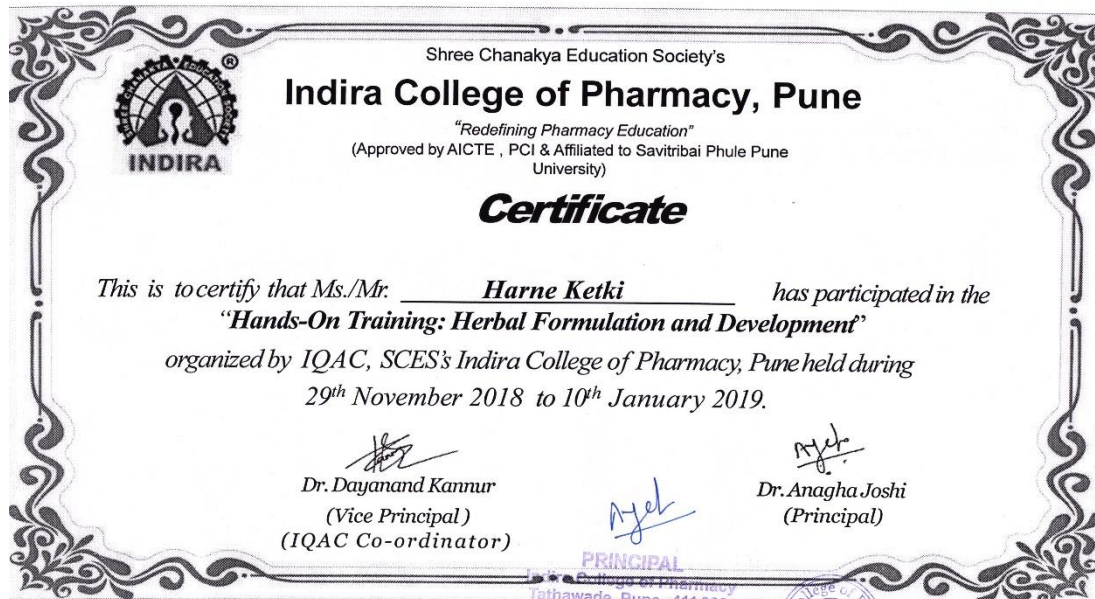 Shree Chanakya Education Society's
Indira College of Pharmacy, Pune
"Redefining Pharmacy Education"
(Approved by AICTE , PCI & Affiliated to Savitribai Phule Pune
University)
SHREE CHANAKYA EDUCATION SOCIETY
®
INDIRA
Certificate
This is to certify that Ms./Mr. Harne Ketki has participated in the
"Hands-On Training: Herbal Formulation and Development"
organized by IQAC, SCES's Indira College of Pharmacy, Pune held during
29th November 2018 to 10th January 2019.
Dr. Dayanand Kannur
(Vice Principal)
(IQAC Co-ordinator)
Dr. Anagha Joshi
(Principal)
PRINCIPAL
Indira College of Pharmacy
Tathawade, Pune